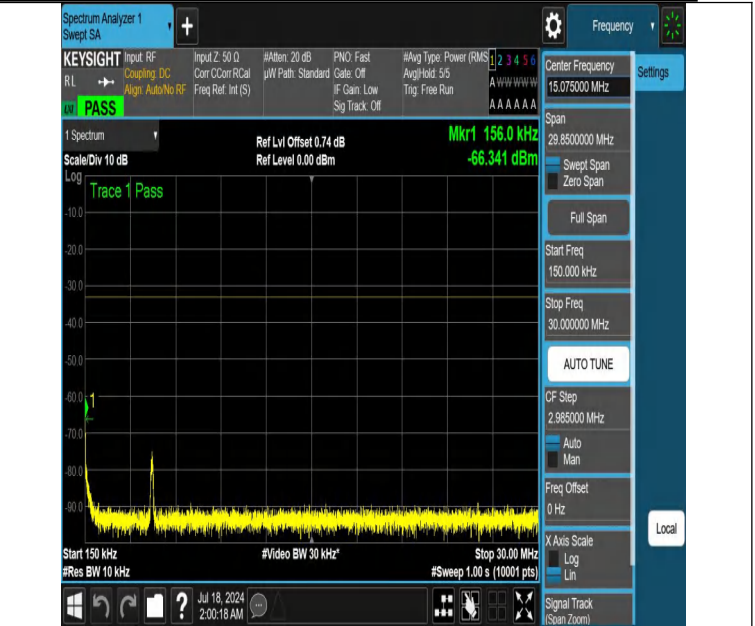 Spectrum Analyzer 1
Swept SA
+
Frequency
KEYSIGHT
RL
PASS
Input: RF
Coupling: DC
Align: Auto/No RF
Input Z: 50 Ω
Corr CCorr RCal
Freq Ref: Int (S)
#Atten: 20 dB
µW Path: Standard
PNO: Fast
Gate: Off
IF Gain: Low
Sig Track: Off
#Avg Type: Power (RMS
Avg|Hold: 5/5
Trig: Free Run
1 2 3 4 5 6
A W W W W W
A A A A A A
1 Spectrum
Scale/Div 10 dB
Ref Lvl Offset 0.74 dB
Ref Level 0.00 dBm
Mkr1 156.0 kHz
-66.341 dBm
Log
Trace 1 Pass
-10.0
-20.0
-30.0
-40.0
-50.0
-60.0
1
-70.0
-80.0
-90.0
Start 150 kHz
#Res BW 10 kHz
#Video BW 30 kHz*
Stop 30.00 MHz
#Sweep 1.00 s (10001 pts)
?
Jul 18, 2024
2:00:18 AM
Settings
Center Frequency
15.075000 MHz
Span
29.8500000 MHz
Swept Span
Zero Span
Full Span
Start Freq
150.000 kHz
Stop Freq
30.000000 MHz
AUTO TUNE
CF Step
2.985000 MHz
Auto
Man
Freq Offset
0 Hz
X Axis Scale
Log
Lin
Signal Track
(Span Zoom)
Local